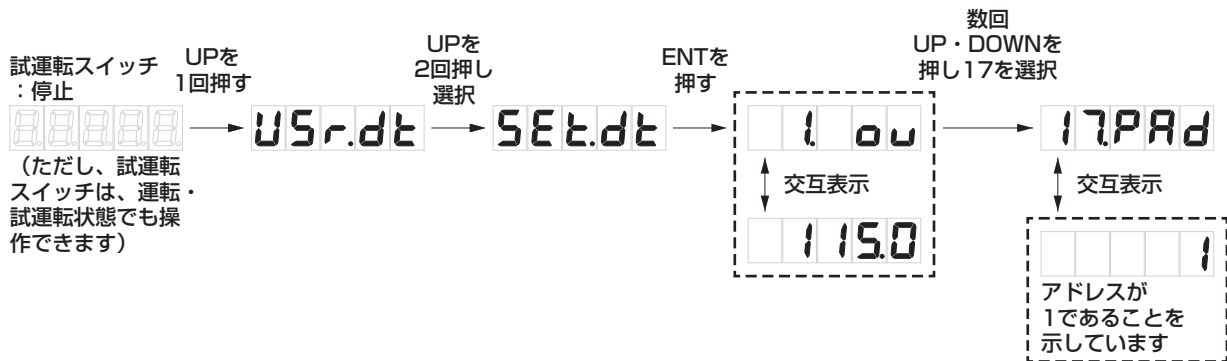 試運転スイッチ
：停止
8.8.8.8.8.
（ただし、試運転
スイッチは、運転・
試運転状態でも操
作できます）
UPを
1回押す
USr.dt
UPを
2回押し
選択
SEt.dt
ENTを
押す
1. ou
交互表示
115.0
数回
UP・DOWNを
押し17を選択
17.PAd
交互表示
1
アドレスが
1であることを
示しています